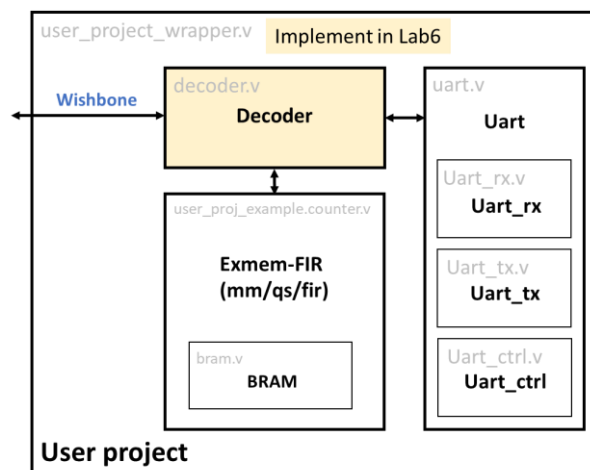 user_project_wrapper.v
Implement in Lab6
Wishbone
decoder.v
Decoder
uart.v
Uart
Uart_rx.v
Uart_rx
user_proj_example.counter.v
Exmem-FIR
(mm/qs/fir)
Uart_tx.v
Uart_tx
bram.v
BRAM
Uart_ctrl.v
Uart_ctrl
User project